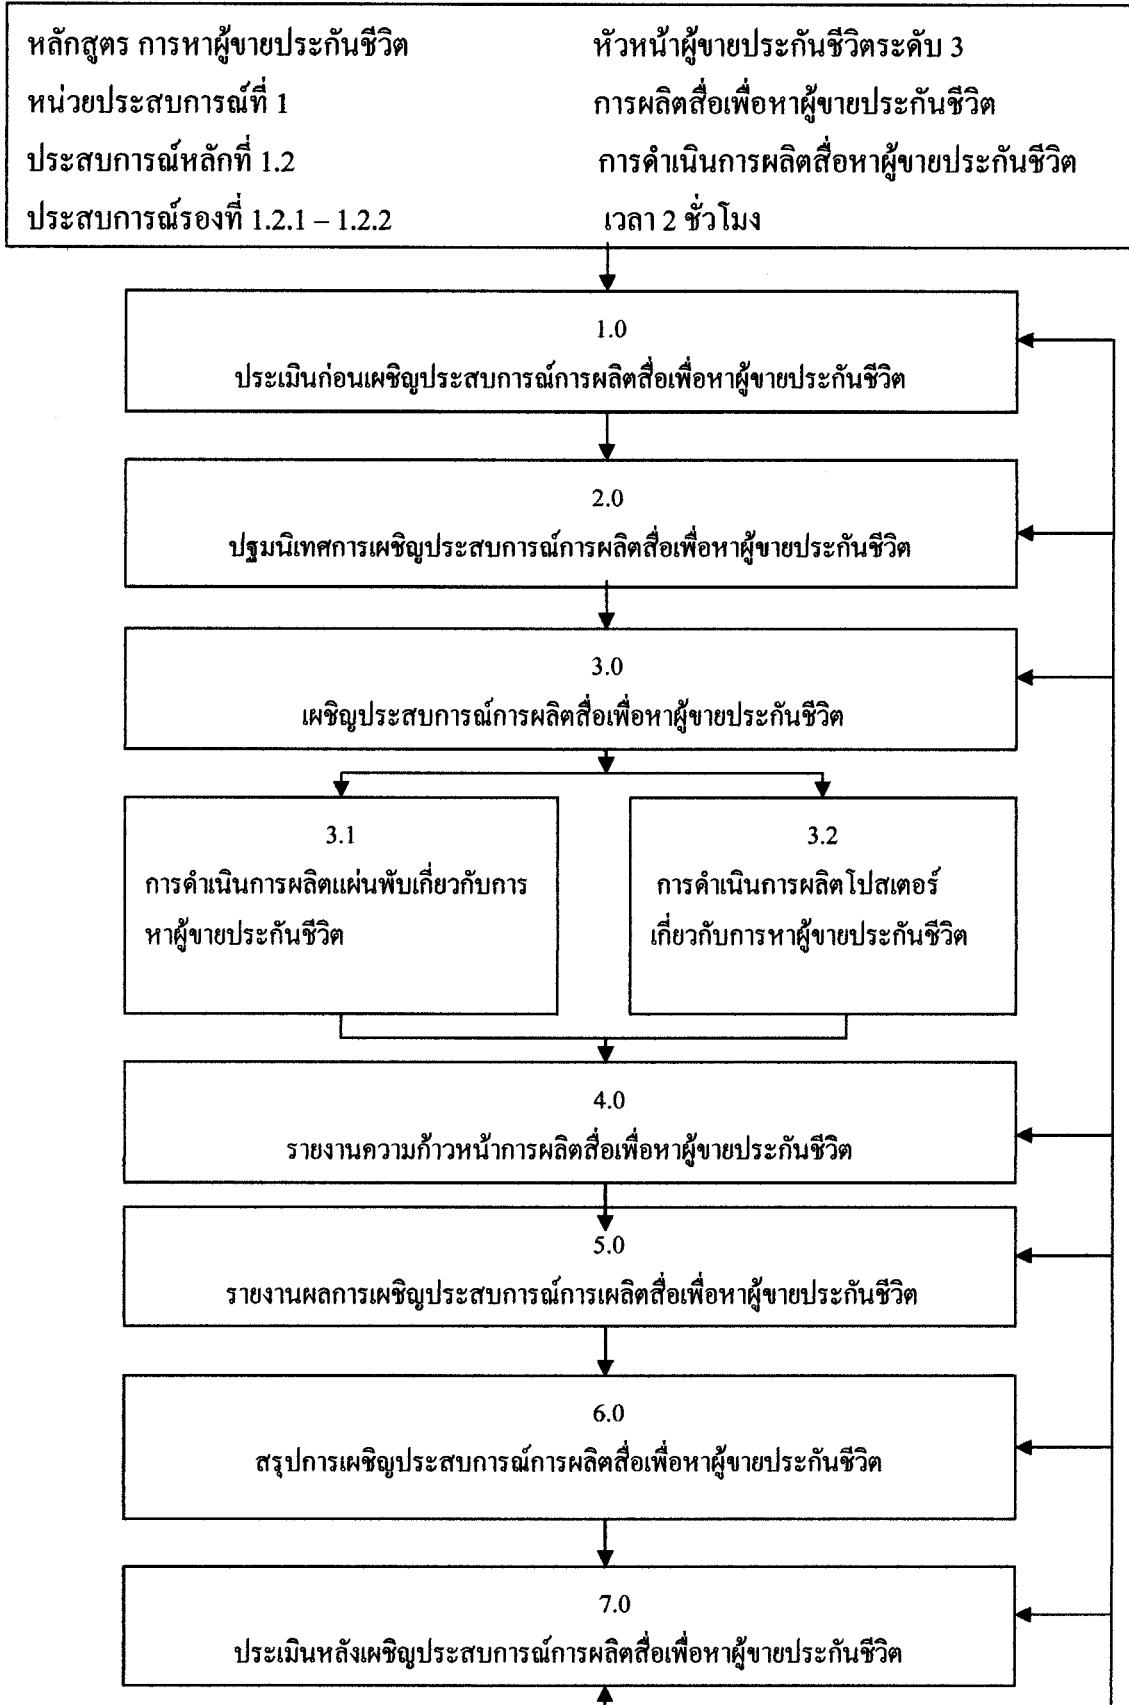 หลักสูตร การหาผู้ขายประกันชีวิต หัวหน้าผู้ขายประกันชีวิตระดับ 3
หน่วยประสบการณ์ที่ 1 การผลิตสื่อเพื่อหาผู้ขายประกันชีวิต
ประสบการณ์หลักที่ 1.2 การดำเนินการผลิตสื่อหาผู้ขายประกันชีวิต
ประสบการณ์รองที่ 1.2.1 – 1.2.2 เวลา 2 ชั่วโมง
1.0
ประเมินก่อนเผชิญประสบการณ์การผลิตสื่อเพื่อหาผู้ขายประกันชีวิต
2.0
ปฐมนิเทศการเผชิญประสบการณ์การผลิตสื่อเพื่อหาผู้ขายประกันชีวิต
3.0
เผชิญประสบการณ์การผลิตสื่อเพื่อหาผู้ขายประกันชีวิต
3.1
การดำเนินการผลิตแผ่นพับเกี่ยวกับการ
หาผู้ขายประกันชีวิต
3.2
การดำเนินการผลิตโปสเตอร์
เกี่ยวกับการหาผู้ขายประกันชีวิต
4.0
รายงานความก้าวหน้าการผลิตสื่อเพื่อหาผู้ขายประกันชีวิต
5.0
รายงานผลการเผชิญประสบการณ์การเผลิตสื่อเพื่อหาผู้ขายประกันชีวิต
6.0
สรุปการเผชิญประสบการณ์การผลิตสื่อเพื่อหาผู้ขายประกันชีวิต
7.0
ประเมินหลังเผชิญประสบการณ์การผลิตสื่อเพื่อหาผู้ขายประกันชีวิต